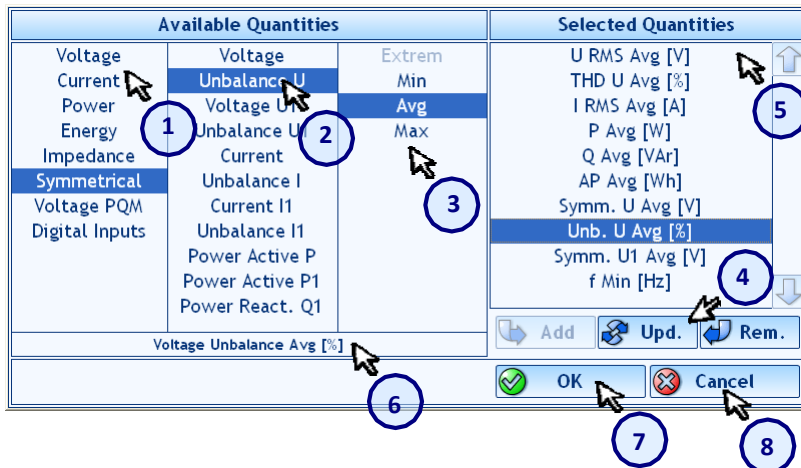 Available Quantities
Selected Quantities
Voltage
Current
Power
Energy
Impedance
Symmetrical
Voltage PQM
Digital Inputs
Voltage
Unbalance U
Voltage U1
Unbalance U1
Current
Unbalance I
Current I1
Unbalance I1
Power Active P
Power Active P1
Power React. Q1
Extrem
Min
Avg
Max
U RMS Avg [V]
THD U Avg [%]
I RMS Avg [A]
P Avg [W]
Q Avg [VAr]
AP Avg [Wh]
Symm. U Avg [V]
Unb. U Avg [%]
Symm. U1 Avg [V]
f Min [Hz]
1
2
3
4
5
Add
Upd.
Rem.
Voltage Unbalance Avg [%]
6
OK
Cancel
7
8